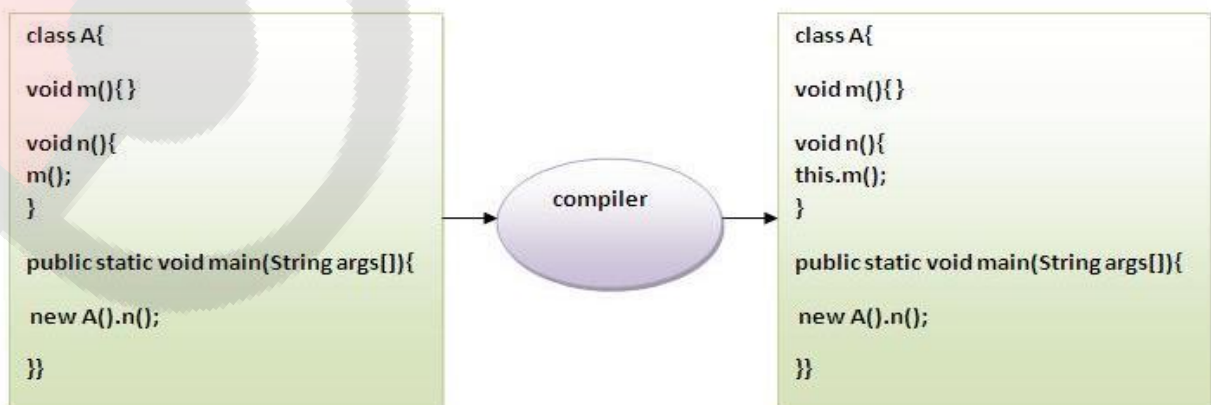 class A{
void m(){ }
void n(){
m();
}
public static void main(String args[]){
new A().n();
}}
compiler
class A{
void m(){ }
void n(){
this.m();
}
public static void main(String args[]){
new A().n();
}}